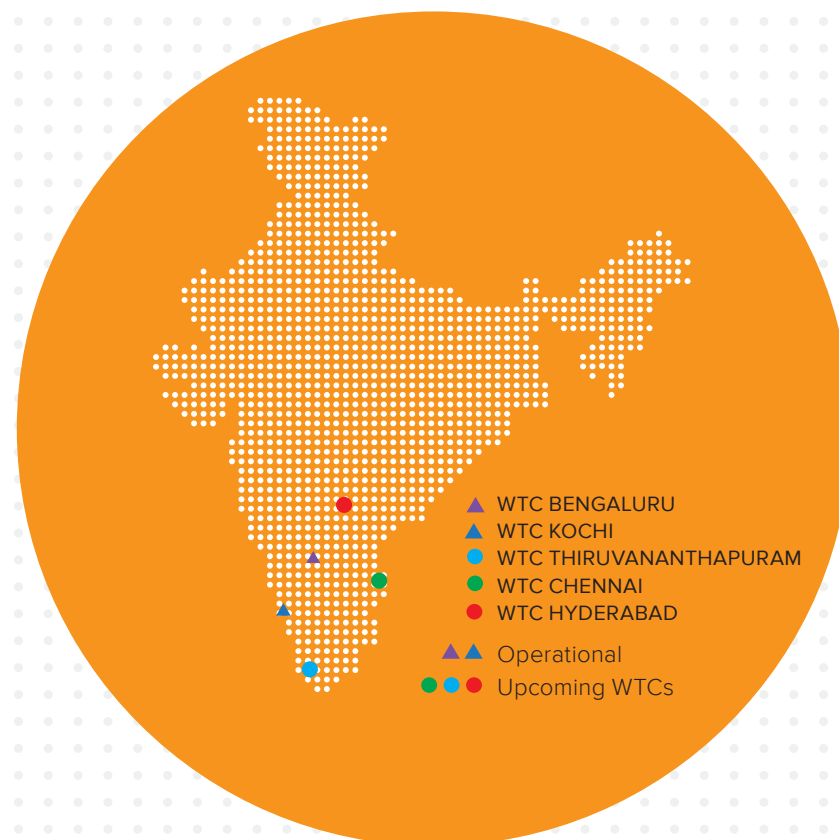 WTC BENGALURU
WTC KOCHI
WTC THIRUVANANTHAPURAM
WTC CHENNAI
WTC HYDERABAD
Operational
Upcoming WTCs